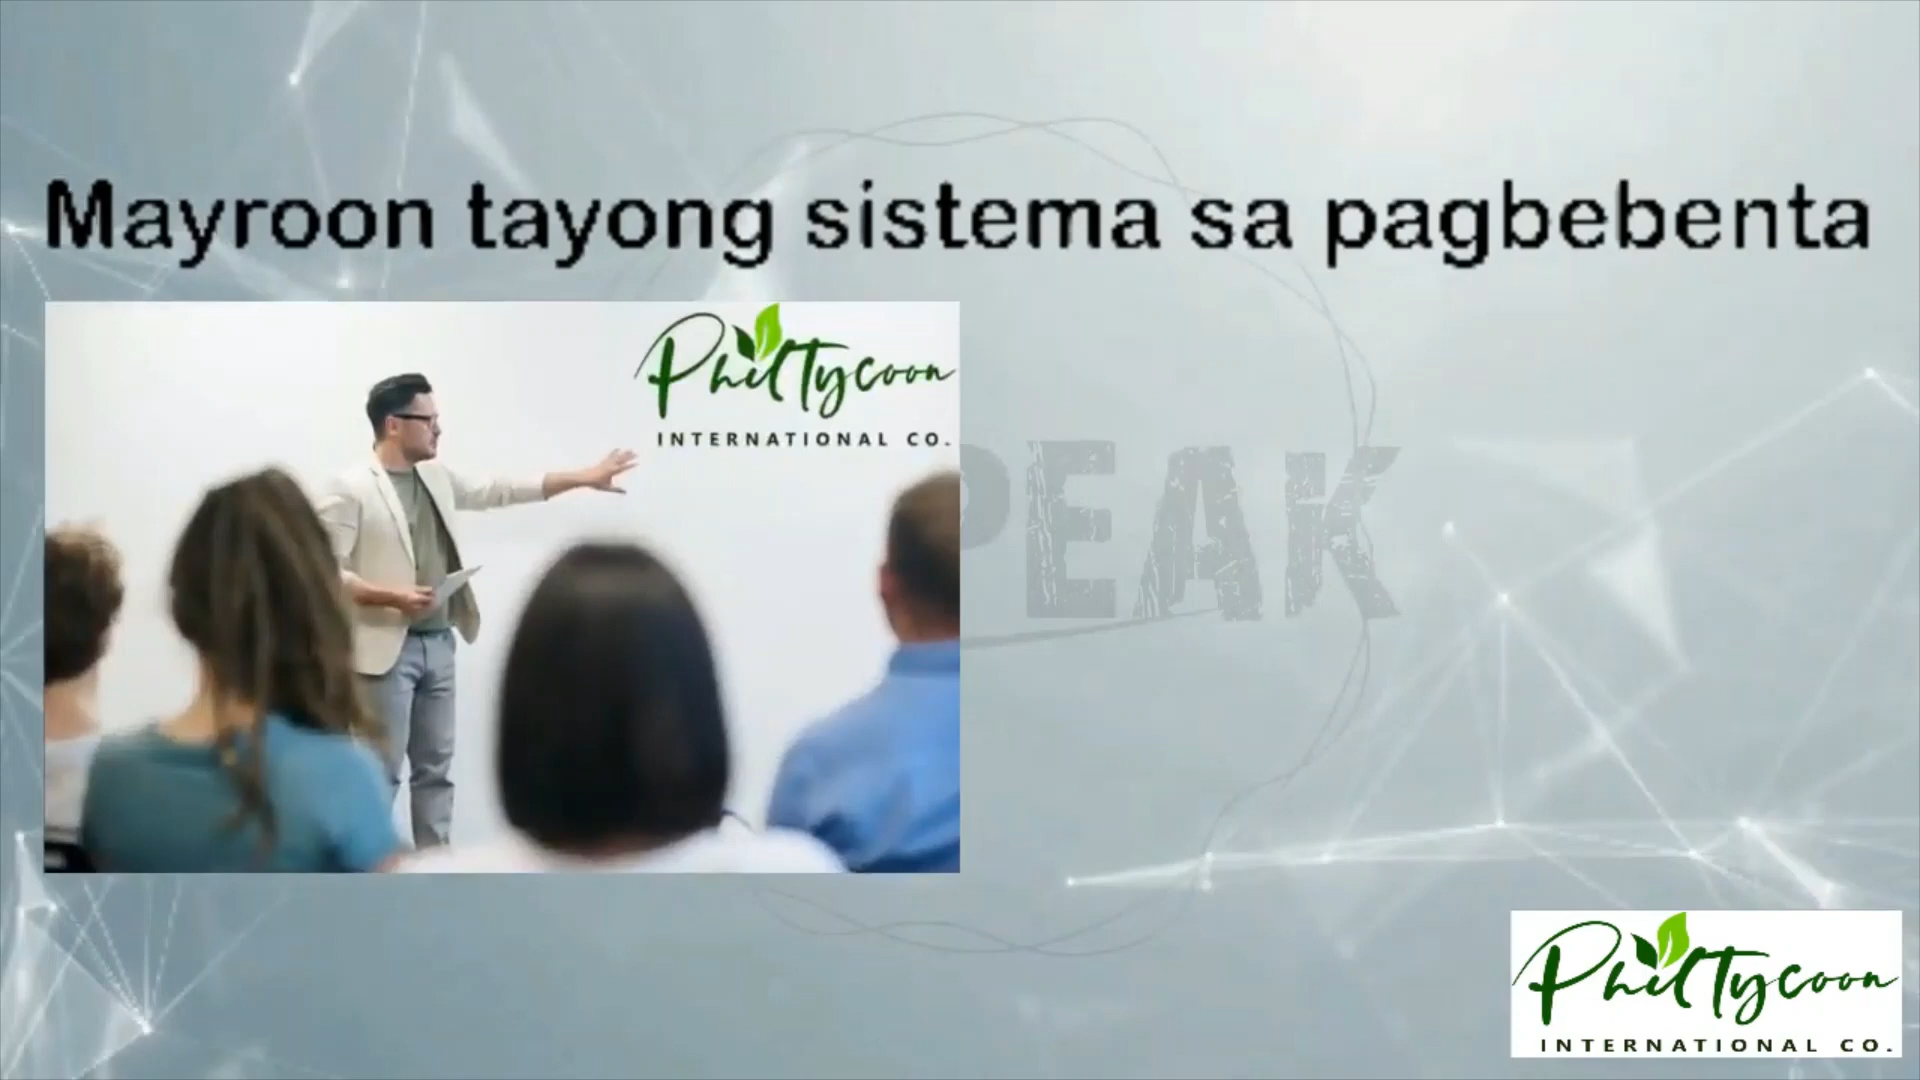 Mayroon tayong sistema sa pagbebenta
PhilTycoon
INTERNATIONAL CO.
PEAK
PhilTycoon
INTERNATIONAL CO.